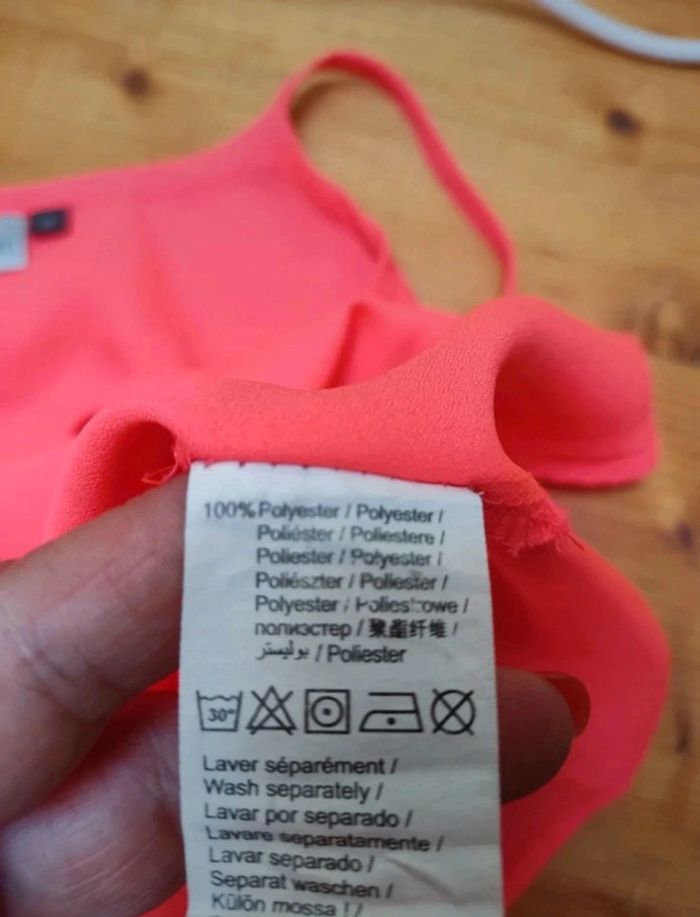 100% Polyester / Polyester /
Poliéster / Poliestere /
Poliester / Polyester /
Poliészter / Poliester /
Polyester / Poliestrowe /
полиэстер / 聚酯纤维 /
بوليستر / Poliester
30°
Laver séparément /
Wash separately /
Lavar por separado /
Lavare separatamente /
Lavar separado /
Separat waschen /
Külön mossa ! /